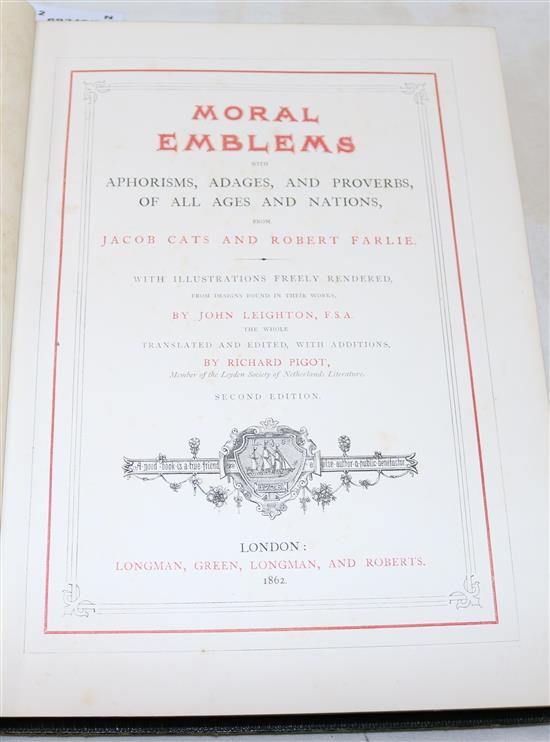 MORAL
EMBLEMS
WITH
APHORISMS, ADAGES, AND PROVERBS,
OF ALL AGES AND NATIONS,
FROM
JACOB CATS AND ROBERT FARLIE.
WITH ILLUSTRATIONS FREELY RENDERED,
FROM DESIGNS FOUND IN THEIR WORKS,
BY JOHN LEIGHTON, F.S.A.
THE WHOLE
TRANSLATED AND EDITED, WITH ADDITIONS,
BY RICHARD PIGOT,
Member of the Leyden Society of Netherlands Literature.
SECOND EDITION.
A good book is a true friend
wise author a public benefactor.
LONDON:
LONGMAN, GREEN, LONGMAN, AND ROBERTS.
1862.